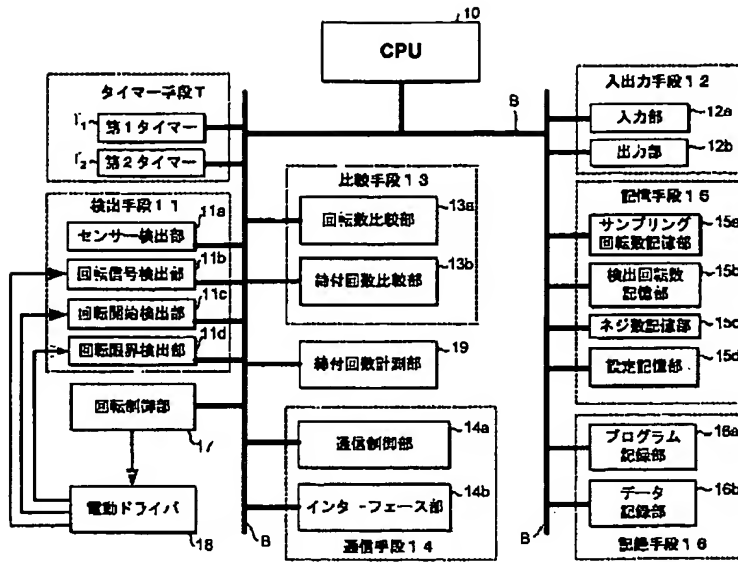 10
CPU
タイマー手段T
T1
第1タイマー
T2
第2タイマー
検出手段11
11a
センサー検出部
11b
回転信号検出部
11c
回転開始検出部
11d
回転限界検出部
回転制御部
17
電動ドライバ
18
B
比較手段13
13a
回転数比較部
13b
締付回数比較部
19
締付回数計測部
14a
通信制御部
14b
インターフェース部
通信手段14
B
入出力手段12
入力部
12a
出力部
12b
記憶手段15
サンプリング
回転数記憶部
15a
検出回転数
記憶部
15b
ネジ数記憶部
15c
設定記憶部
15d
プログラム
記録部
16a
データ
記録部
16b
記録手段16
B